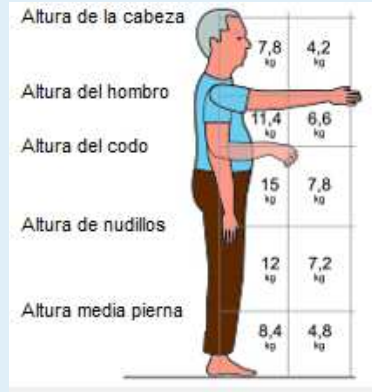 Altura de la cabeza
7,8 4,2
kg kg
Altura del hombro
11,4 6,6
kg kg
Altura del codo
15 7,8
kg kg
Altura de nudillos
12 7,2
kg kg
Altura media pierna
8,4 4,8
kg kg